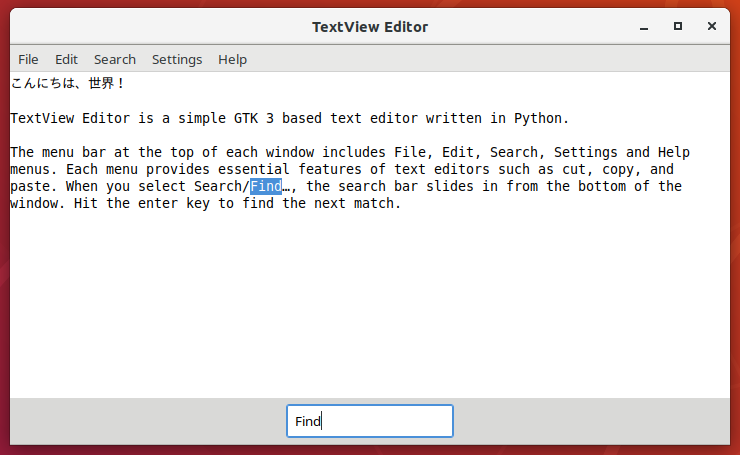 TextView Editor
File Edit Search Settings Help
こんにちは、世界！
TextView Editor is a simple GTK 3 based text editor written in Python.
The menu bar at the top of each window includes File, Edit, Search, Settings and Help
menus. Each menu provides essential features of text editors such as cut, copy, and
paste. When you select Search/Find…, the search bar slides in from the bottom of the
window. Hit the enter key to find the next match.
Find